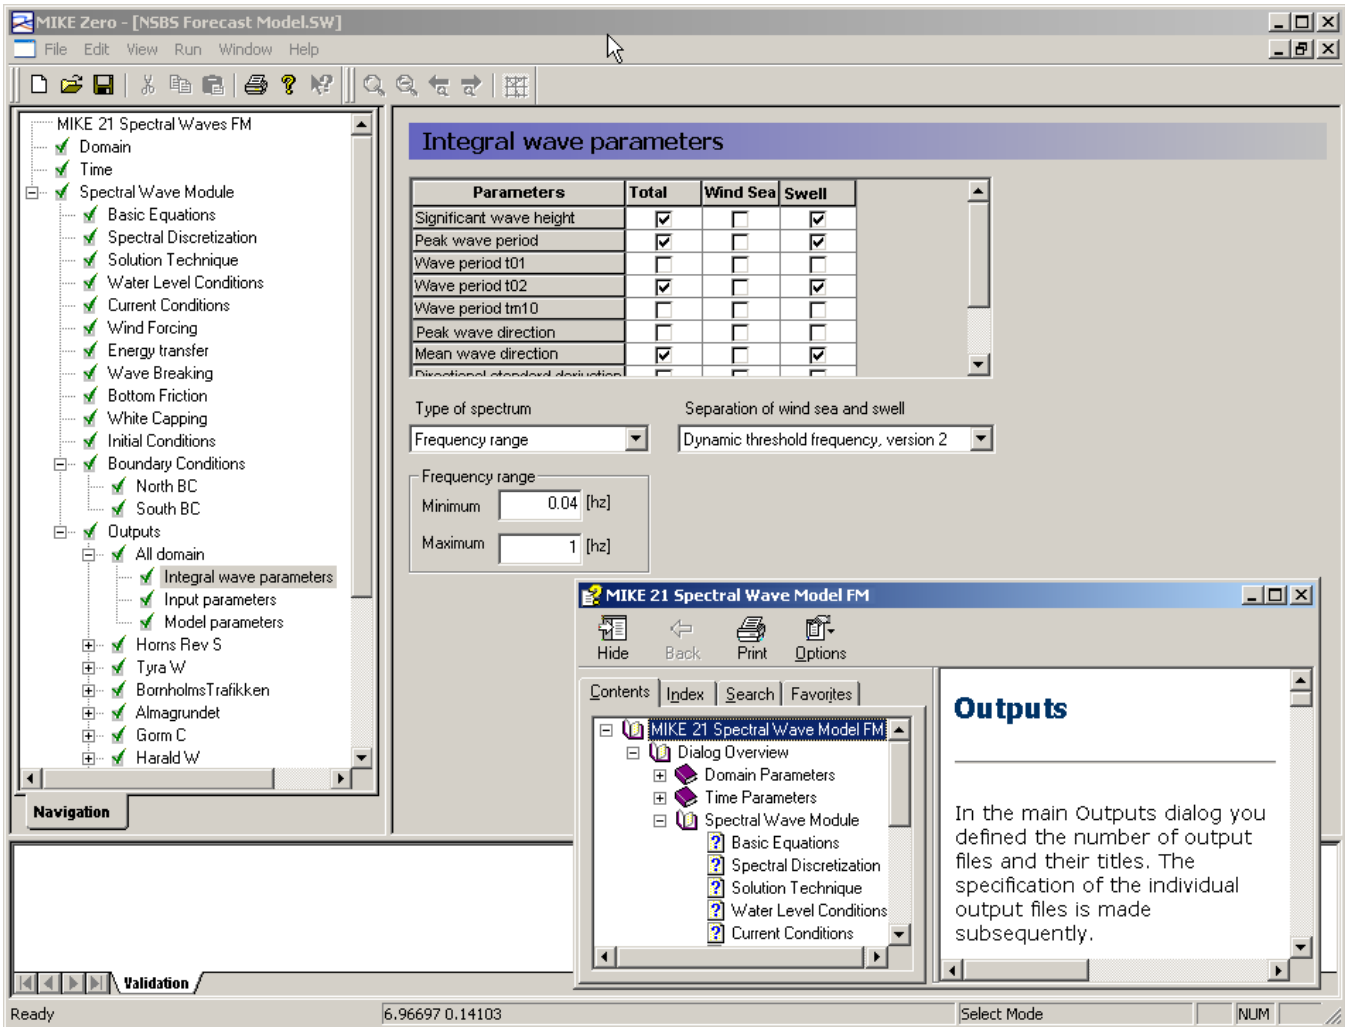 MIKE Zero - [NSBS Forecast Model.SW]
File Edit View Run Window Help
MIKE 21 Spectral Waves FM
Domain
Time
Spectral Wave Module
Basic Equations
Spectral Discretization
Solution Technique
Water Level Conditions
Current Conditions
Wind Forcing
Energy transfer
Wave Breaking
Bottom Friction
White Capping
Initial Conditions
Boundary Conditions
North BC
South BC
Outputs
All domain
Integral wave parameters
Input parameters
Model parameters
Horns Rev S
Tyra W
BornholmsTrafikken
Almagrundet
Gorm C
Harald W
Navigation
Integral wave parameters
Parameters Total Wind Sea Swell
Significant wave height
Peak wave period
Wave period t01
Wave period t02
Wave period tm10
Peak wave direction
Mean wave direction
Directional standard derivation
Type of spectrum Separation of wind sea and swell
Frequency range Dynamic threshold frequency, version 2
Frequency range
Minimum 0.04 [hz]
Maximum 1 [hz]
MIKE 21 Spectral Wave Model FM
Hide Back Print Options
Contents Index Search Favorites
MIKE 21 Spectral Wave Model FM
Dialog Overview
Domain Parameters
Time Parameters
Spectral Wave Module
Basic Equations
Spectral Discretization
Solution Technique
Water Level Conditions
Current Conditions
Outputs
In the main Outputs dialog you
defined the number of output
files and their titles. The
specification of the individual
output files is made
subsequently.
Validation
Ready 6.96697 0.14103 Select Mode NUM